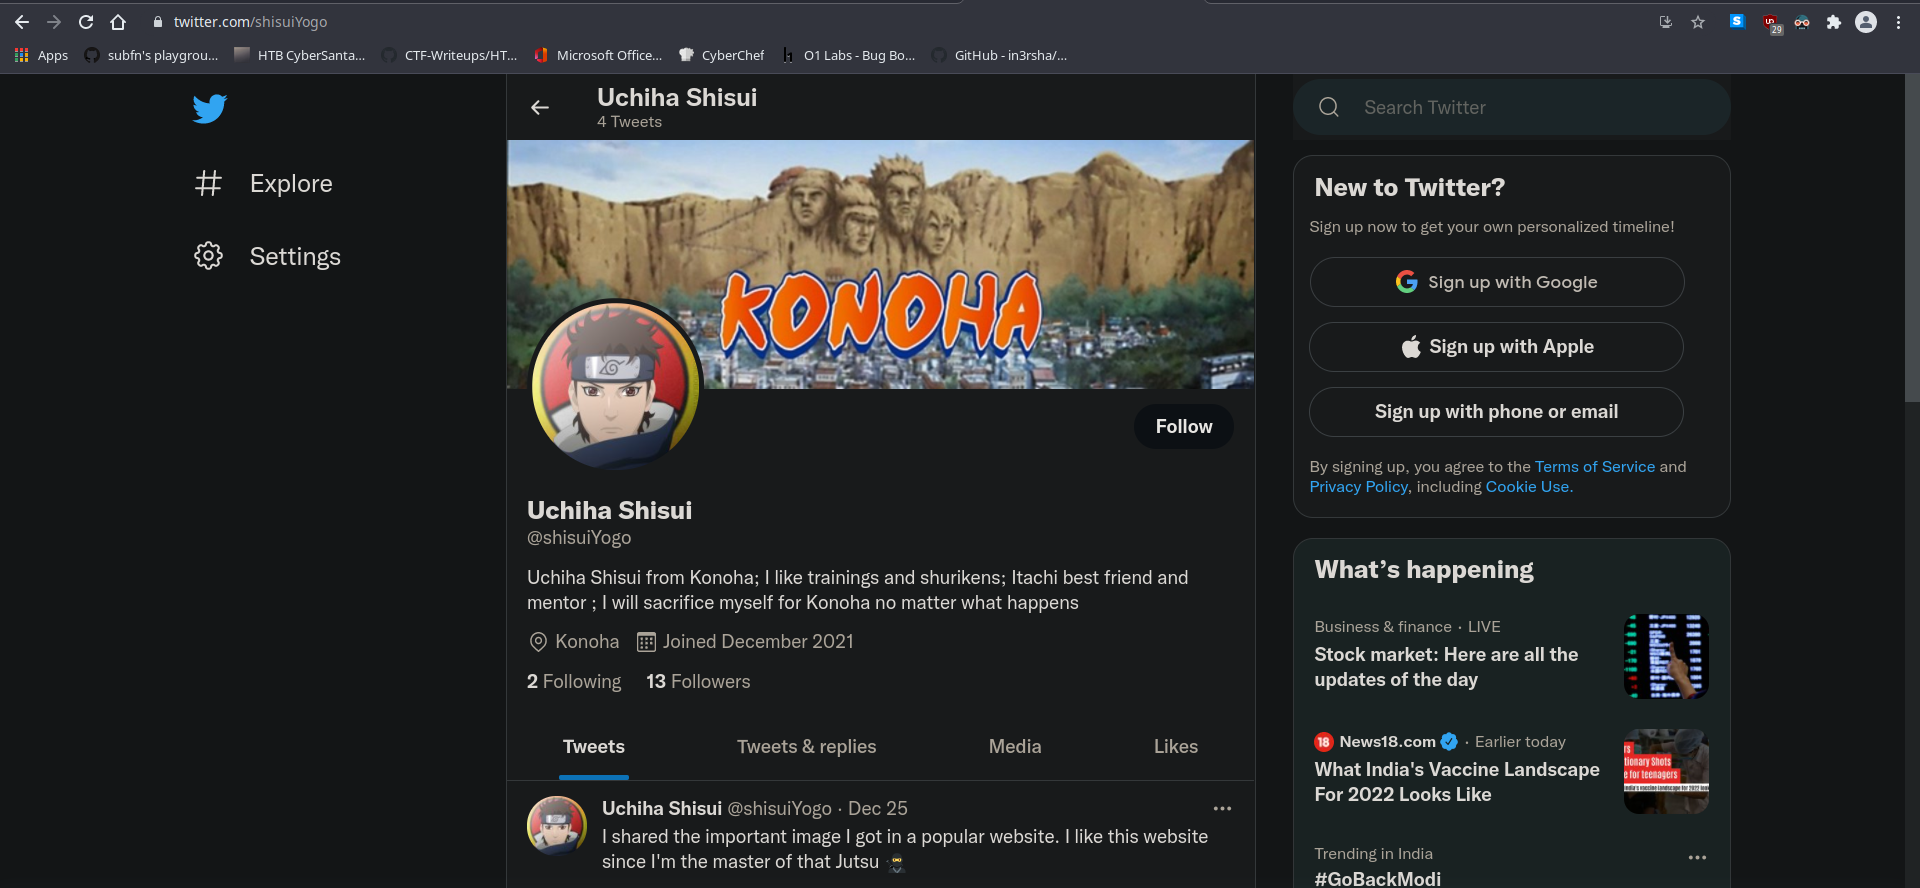 twitter.com/shisuiYogo
29
Apps
subfn's playgrou...
HTB CyberSanta...
CTF-Writeups/HT...
Microsoft Office...
CyberChef
O1 Labs - Bug Bo...
GitHub - in3rsha/...
Explore
Settings
Uchiha Shisui
4 Tweets
KONOHA
Follow
Uchiha Shisui
@shisuiYogo
Uchiha Shisui from Konoha; I like trainings and shurikens; Itachi best friend and
mentor ; I will sacrifice myself for Konoha no matter what happens
Konoha
Joined December 2021
2 Following
13 Followers
Tweets
Tweets & replies
Media
Likes
Uchiha Shisui @shisuiYogo · Dec 25
I shared the important image I got in a popular website. I like this website
since I'm the master of that Jutsu
Search Twitter
New to Twitter?
Sign up now to get your own personalized timeline!
Sign up with Google
Sign up with Apple
Sign up with phone or email
By signing up, you agree to the Terms of Service and
Privacy Policy, including Cookie Use.
What's happening
Business & finance · LIVE
Stock market: Here are all the
updates of the day
18 News18.com · Earlier today
What India's Vaccine Landscape
For 2022 Looks Like
tionary Shots
e for teenagers
Trending in India
#GoBackModi